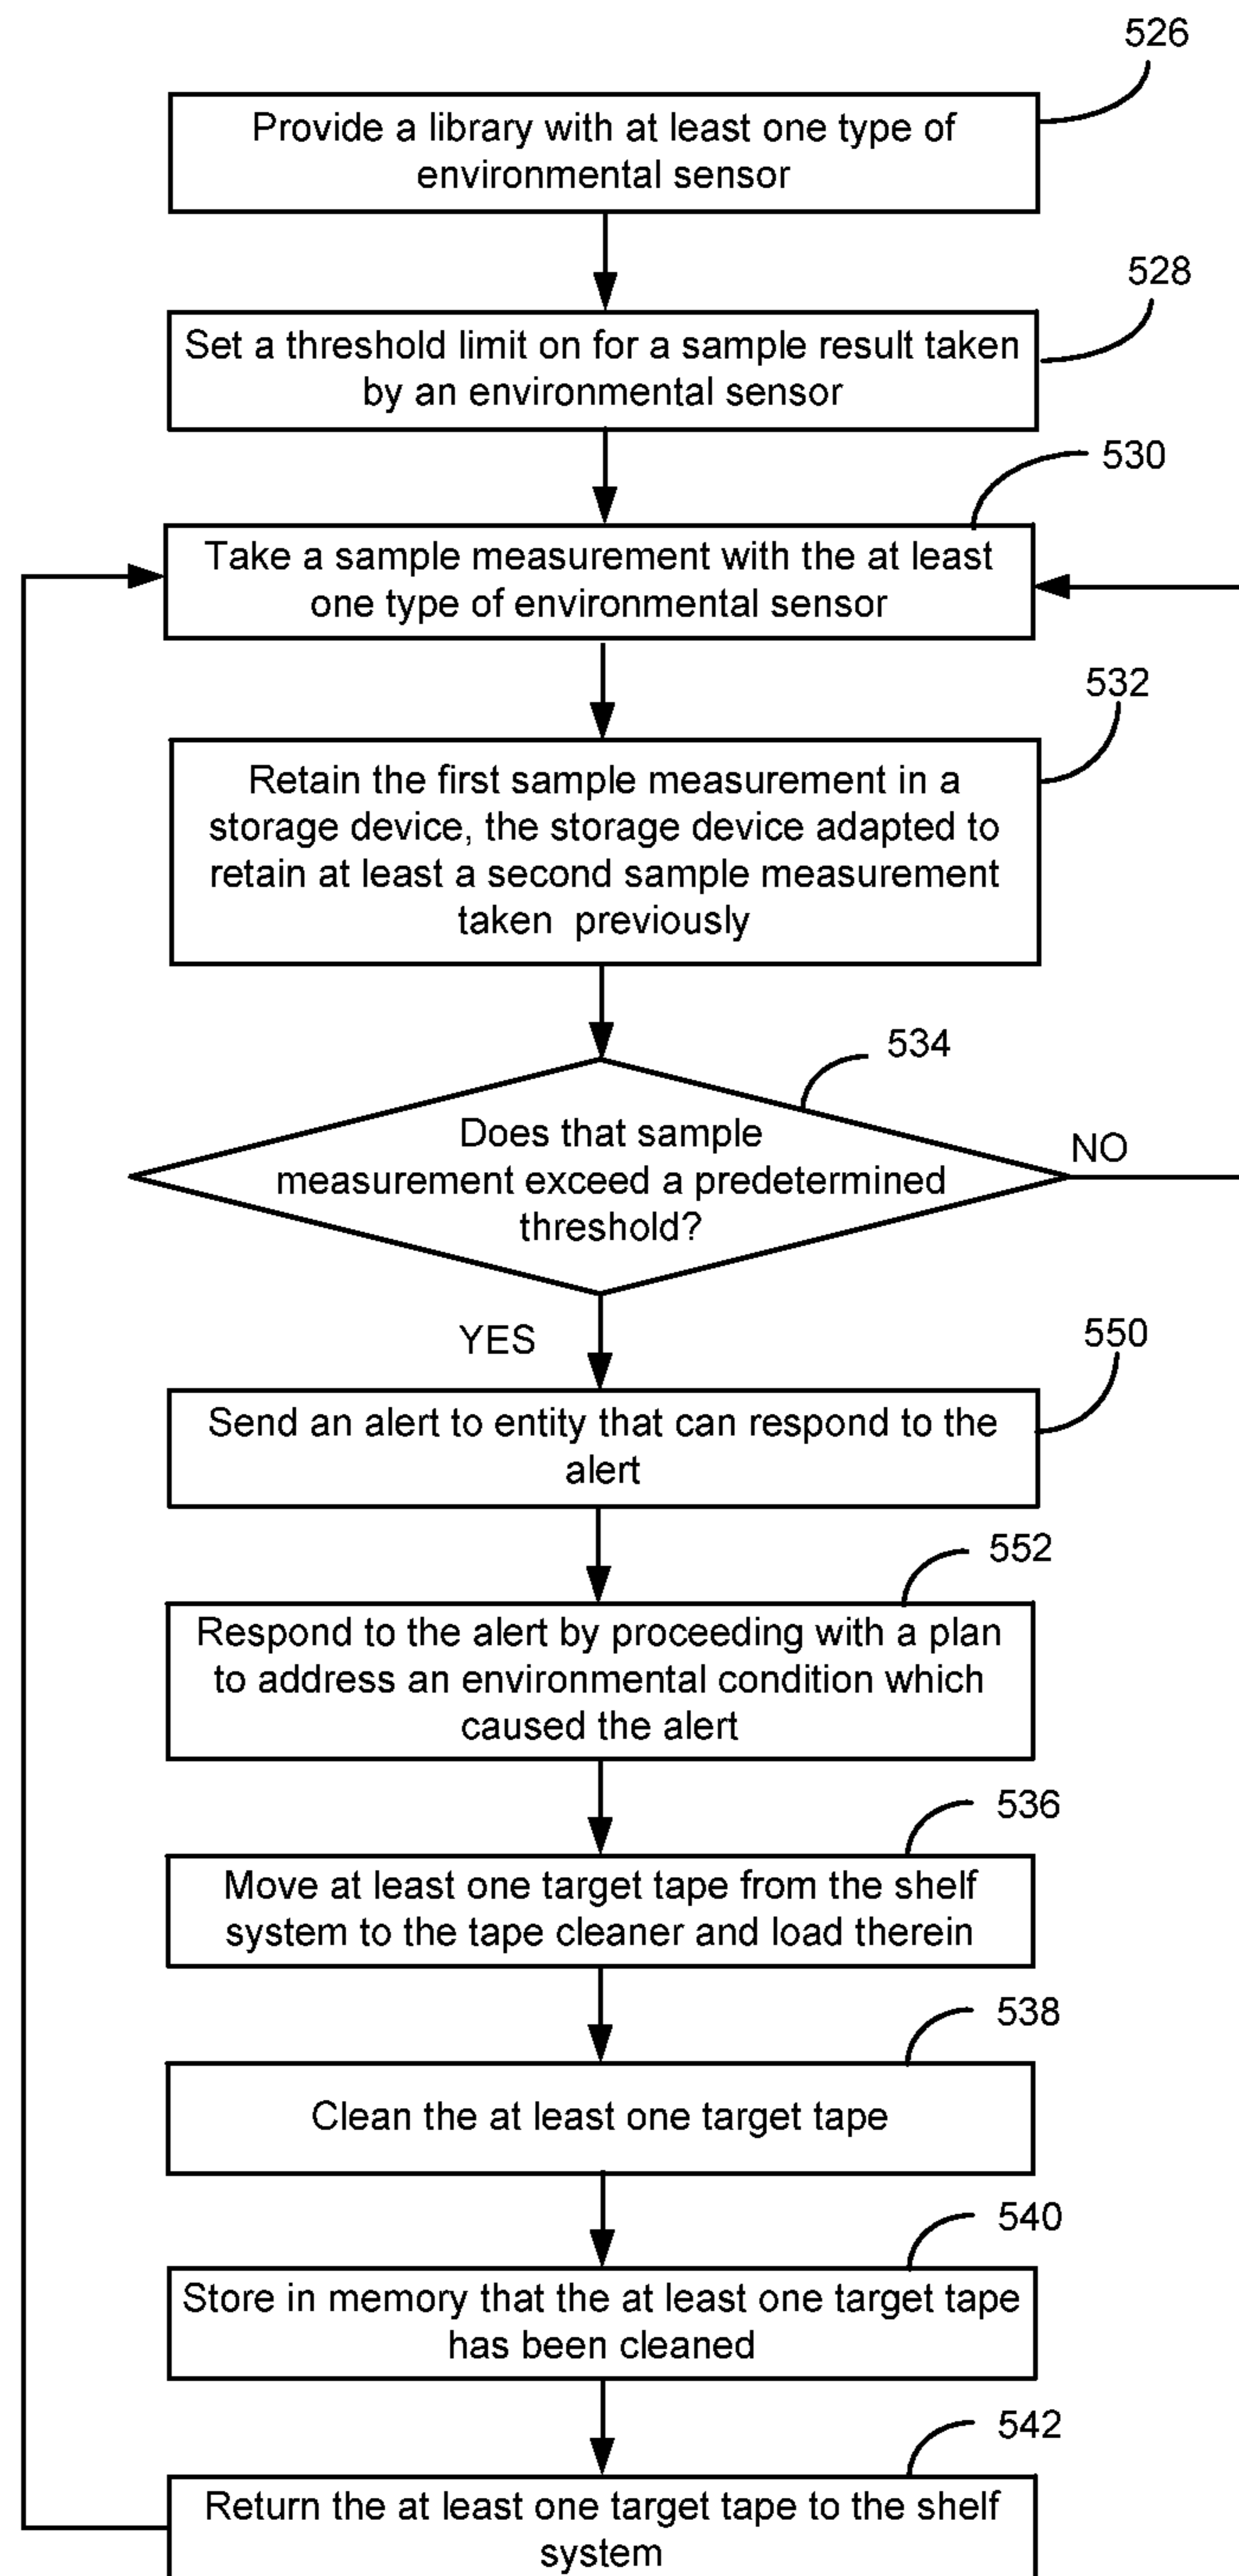 526
Provide a library with at least one type of
environmental sensor
528
Set a threshold limit on for a sample result taken
by an environmental sensor
530
Take a sample measurement with the at least
one type of environmental sensor
532
Retain the first sample measurement in a
storage device, the storage device adapted to
retain at least a second sample measurement
taken previously
534
Does that sample
measurement exceed a predetermined
threshold?
NO
YES
550
Send an alert to entity that can respond to the
alert
552
Respond to the alert by proceeding with a plan
to address an environmental condition which
caused the alert
536
Move at least one target tape from the shelf
system to the tape cleaner and load therein
538
Clean the at least one target tape
540
Store in memory that the at least one target tape
has been cleaned
542
Return the at least one target tape to the shelf
system